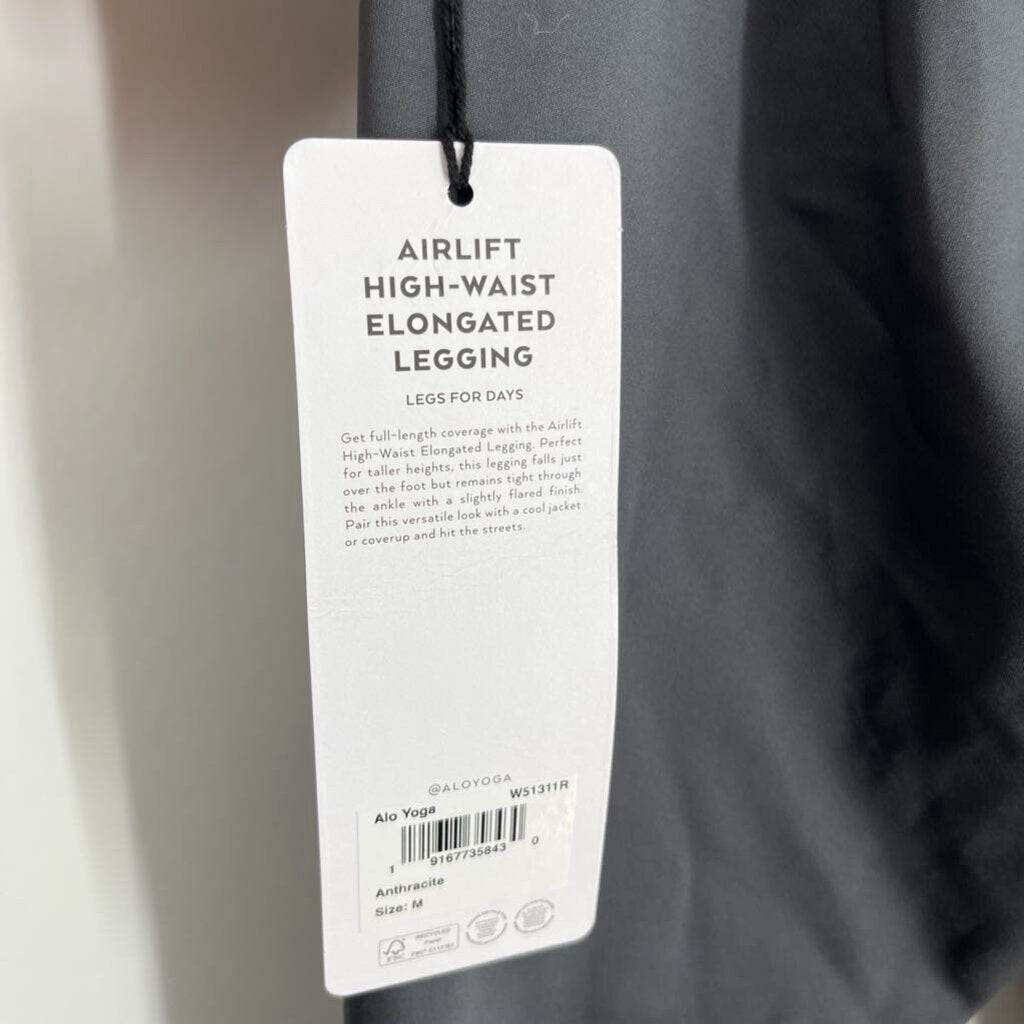 AIRLIFT
HIGH-WAIST
ELONGATED
LEGGING
LEGS FOR DAYS
Get full-length coverage with the Airlift
High-Waist Elongated Legging. Perfect
for taller heights, this legging falls just
over the foot but remains tight through
the ankle with a slightly flared finish.
Pair this versatile look with a cool jacket
or coverup and hit the streets.
@ALOYOGA
Alo Yoga W51311R
1 9167735843 0
Anthracite
Size: M
RECYCLED
Paper